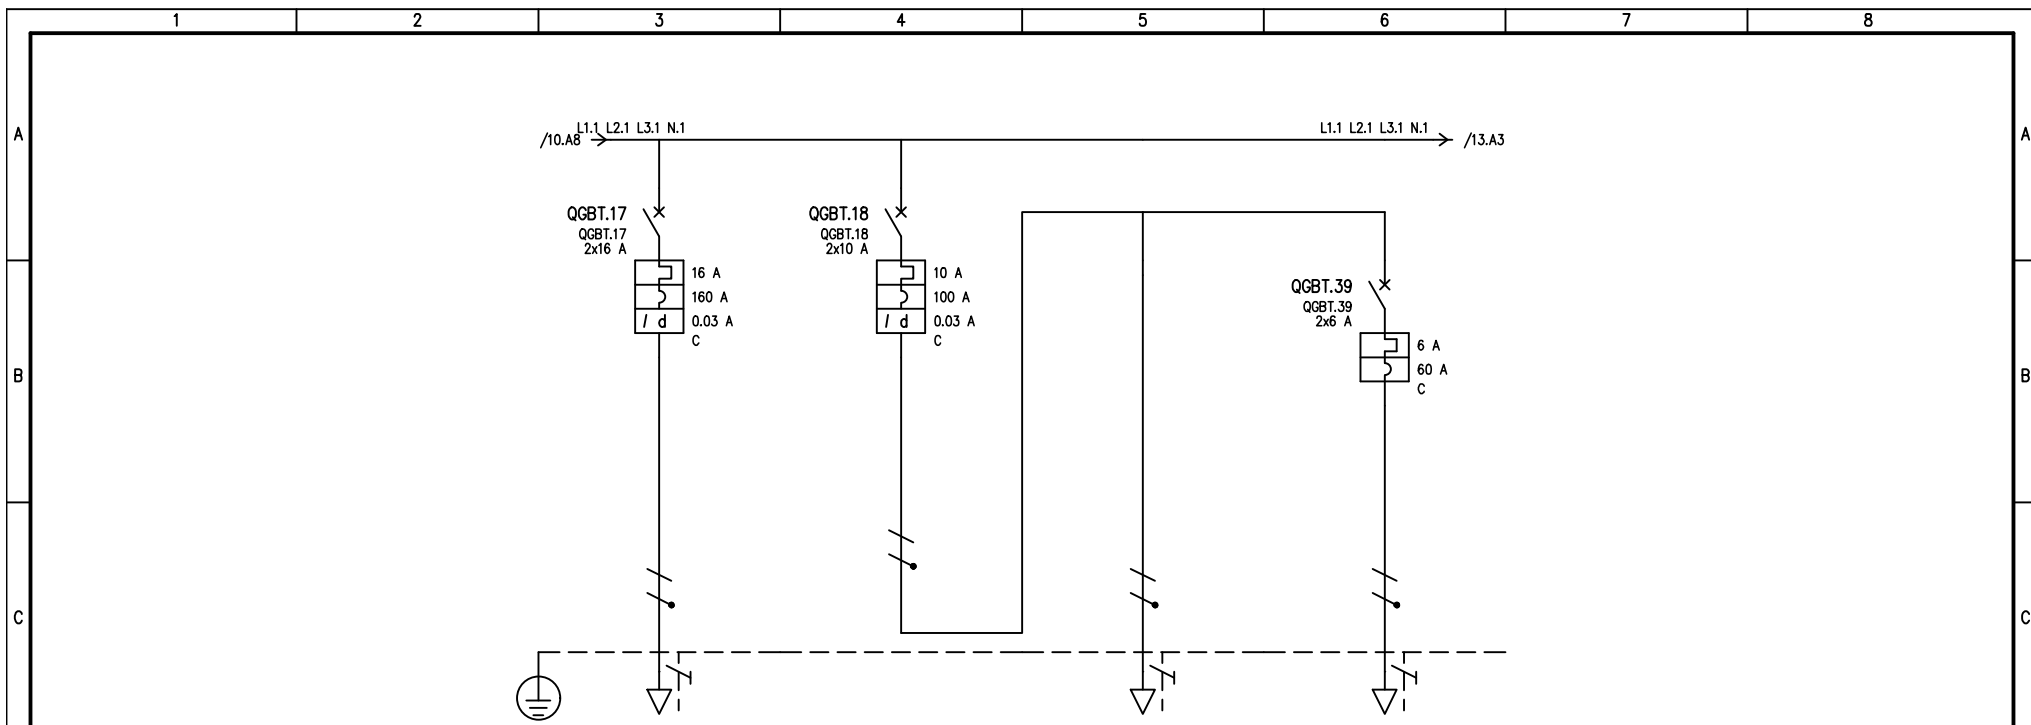 1 2 3 4 5 6 7 8
A A
L1.1 L2.1 L3.1 N.1 L1.1 L2.1 L3.1 N.1
/10.A8 /13.A3
QGBT.17
QGBT.17
2x16 A
16 A
160 A
I d 0.03 A
C
QGBT.18
QGBT.18
2x10 A
10 A
100 A
I d 0.03 A
C
QGBT.39
QGBT.39
2x6 A
6 A
60 A
C
B B
C C